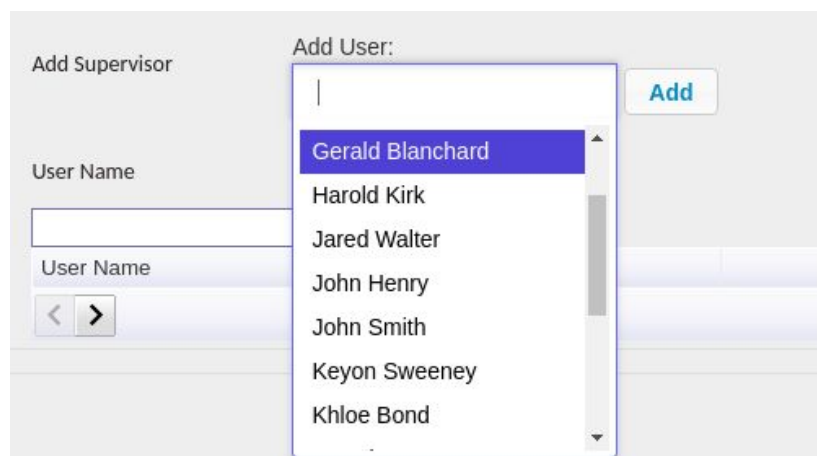 Add Supervisor
Add User:
Add
Gerald Blanchard
Harold Kirk
Jared Walter
John Henry
John Smith
Keyon Sweeney
Khloe Bond
User Name
User Name